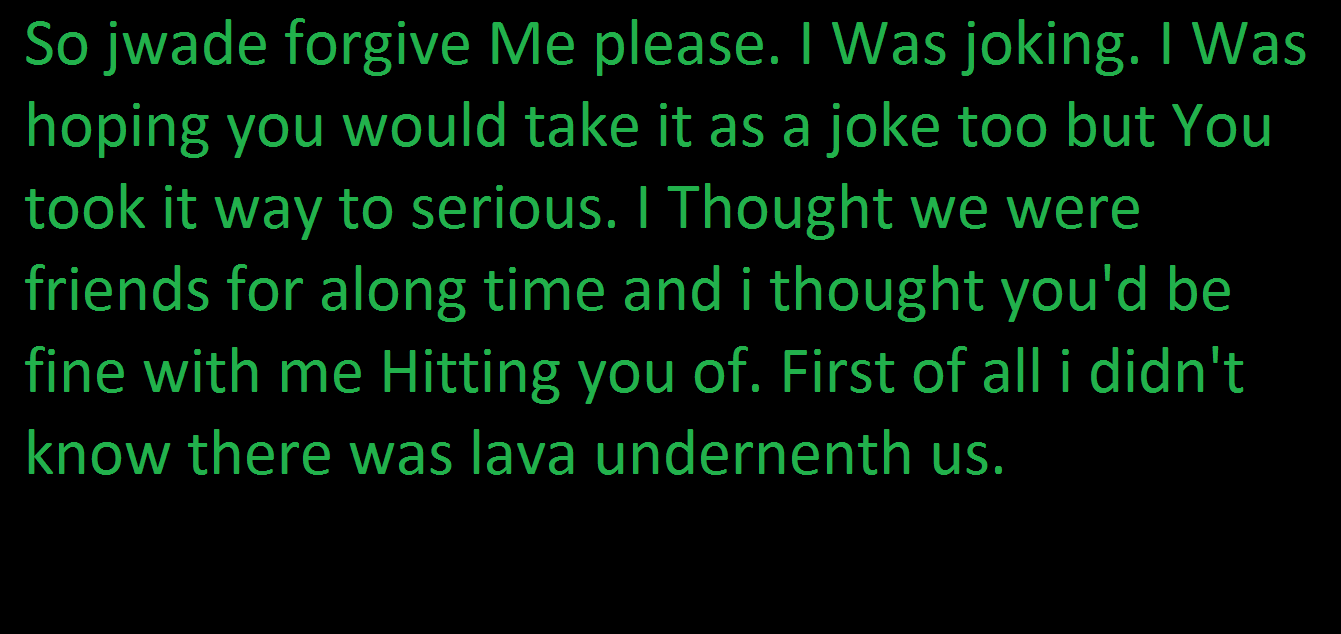 So jwade forgive Me please. I Was joking. I Was
hoping you would take it as a joke too but You
took it way to serious. I Thought we were
friends for along time and i thought you'd be
fine with me Hitting you of. First of all i didn't
know there was lava undernenth us.